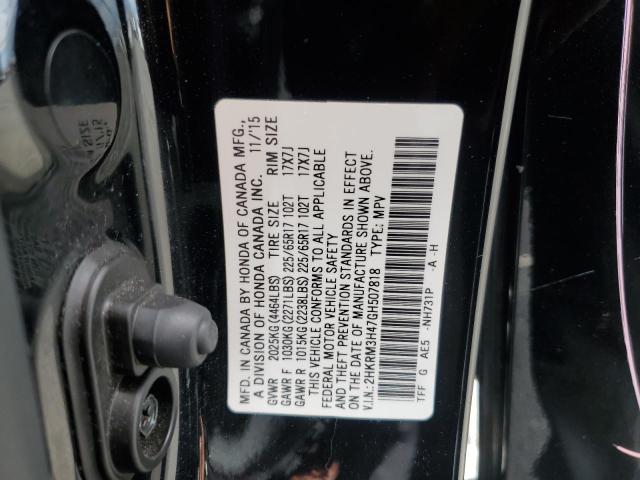 MFD. IN CANADA BY HONDA OF CANADA MFG.,
A DIVISION OF HONDA CANADA INC. 11/15
GVWR 2025KG (4464LBS) TIRE SIZE RIM SIZE
GAWR F 1030KG (2271LBS) 225/65R17 102T 17X7J
GAWR R 1015KG (2238LBS) 225/65R17 102T 17X7J
THIS VEHICLE CONFORMS TO ALL APPLICABLE
FEDERAL MOTOR VEHICLE SAFETY
AND THEFT PREVENTION STANDARDS IN EFFECT
ON THE DATE OF MANUFACTURE SHOWN ABOVE.
V.I.N.: 2HKRM3H47GH507818 TYPE: MPV
TFF G AE5 -NH731P -A -H